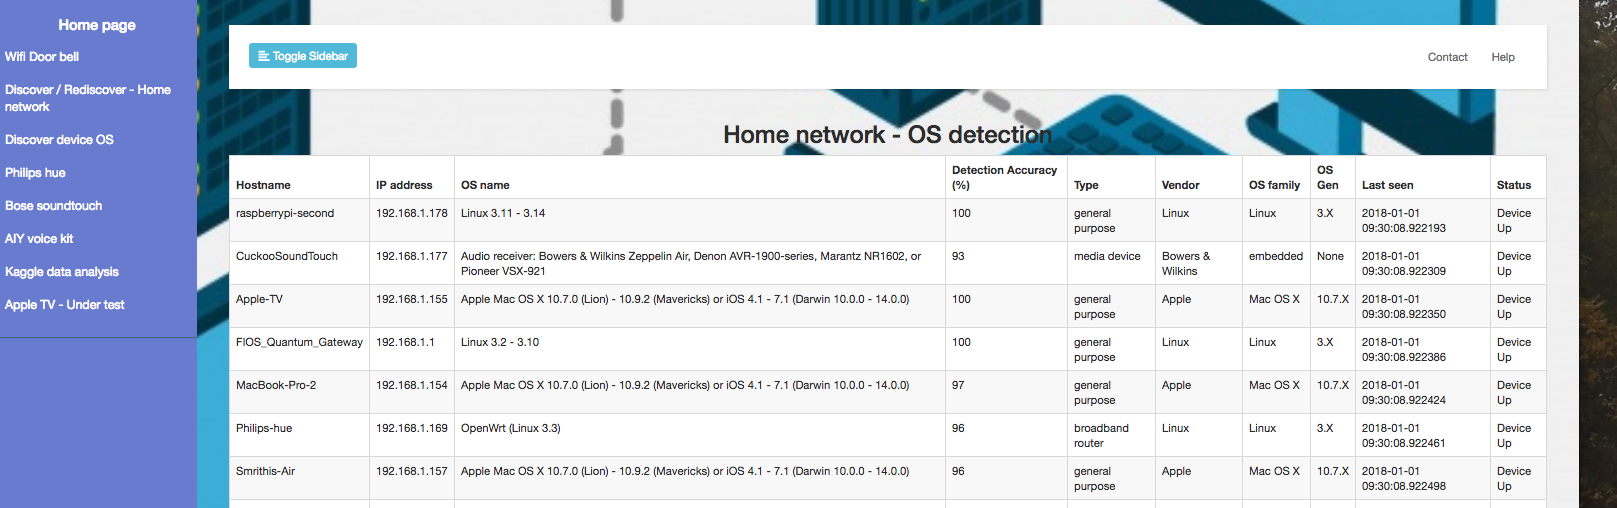 Home page
Wifi Door bell
Discover / Rediscover - Home
network
Discover device OS
Philips hue
Bose soundtouch
AIY voice kit
Kaggle data analysis
Apple TV - Under test
Toggle Sidebar
Contact Help
Home network - OS detection
Hostname IP address OS name Detection Accuracy (%) Type Vendor OS family OS Gen Last seen Status
raspberrypi-second 192.168.1.178 Linux 3.11 - 3.14 100 general purpose Linux Linux 3.X 2018-01-01 09:30:08.922193 Device Up
CuckooSoundTouch 192.168.1.177 Audio receiver: Bowers & Wilkins Zeppelin Air, Denon AVR-1900-series, Marantz NR1602, or Pioneer VSX-921 93 media device Bowers & Wilkins embedded None 2018-01-01 09:30:08.922309 Device Up
Apple-TV 192.168.1.155 Apple Mac OS X 10.7.0 (Lion) - 10.9.2 (Mavericks) or iOS 4.1 - 7.1 (Darwin 10.0.0 - 14.0.0) 100 general purpose Apple Mac OS X 10.7.X 2018-01-01 09:30:08.922350 Device Up
FIOS_Quantum_Gateway 192.168.1.1 Linux 3.2 - 3.10 100 general purpose Linux Linux 3.X 2018-01-01 09:30:08.922386 Device Up
MacBook-Pro-2 192.168.1.154 Apple Mac OS X 10.7.0 (Lion) - 10.9.2 (Mavericks) or iOS 4.1 - 7.1 (Darwin 10.0.0 - 14.0.0) 97 general purpose Apple Mac OS X 10.7.X 2018-01-01 09:30:08.922424 Device Up
Philips-hue 192.168.1.169 OpenWrt (Linux 3.3) 96 broadband router Linux Linux 3.X 2018-01-01 09:30:08.922461 Device Up
Smrithis-Air 192.168.1.157 Apple Mac OS X 10.7.0 (Lion) - 10.9.2 (Mavericks) or iOS 4.1 - 7.1 (Darwin 10.0.0 - 14.0.0) 96 general purpose Apple Mac OS X 10.7.X 2018-01-01 09:30:08.922498 Device Up